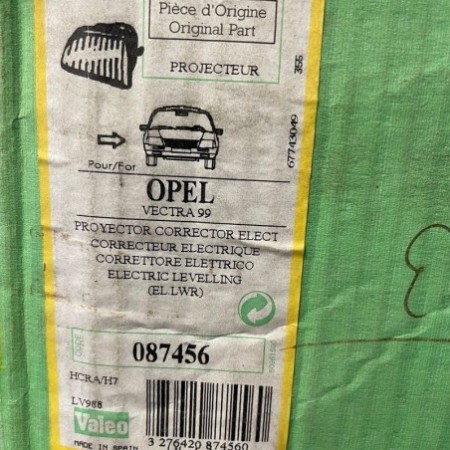 Pièce d'Origine
Original Part
PROJECTEUR
355
67743049
Pour/For
OPEL
VECTRA 99
PROYECTOR CORRECTOR ELECT
CORRECTEUR ELECTRIQUE
CORRETTORE ELETTRICO
ELECTRIC LEVELLING
(EL.LWR)
087456
HCRA/H7
LV988
Valeo
MADE IN SPAIN
3 276420 874560